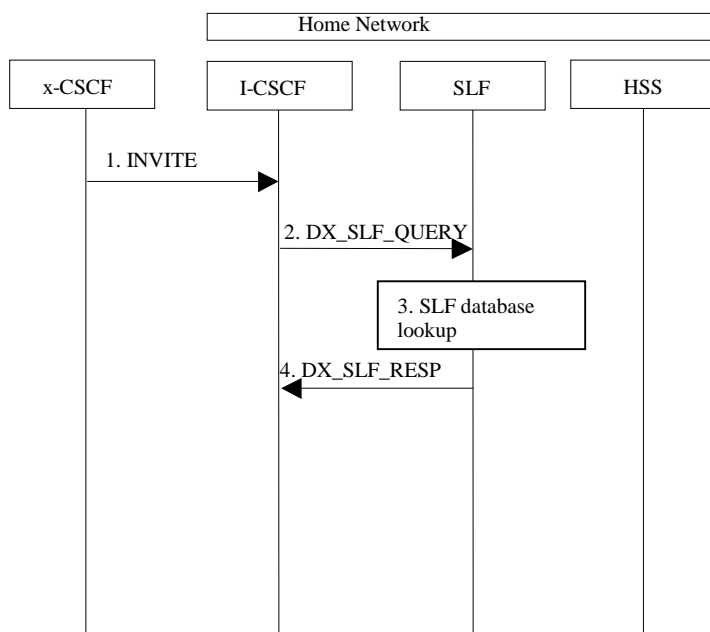 Home Network
x-CSCF
I-CSCF
SLF
HSS
1. INVITE
2. DX_SLF_QUERY
3. SLF database
lookup
4. DX_SLF_RESP